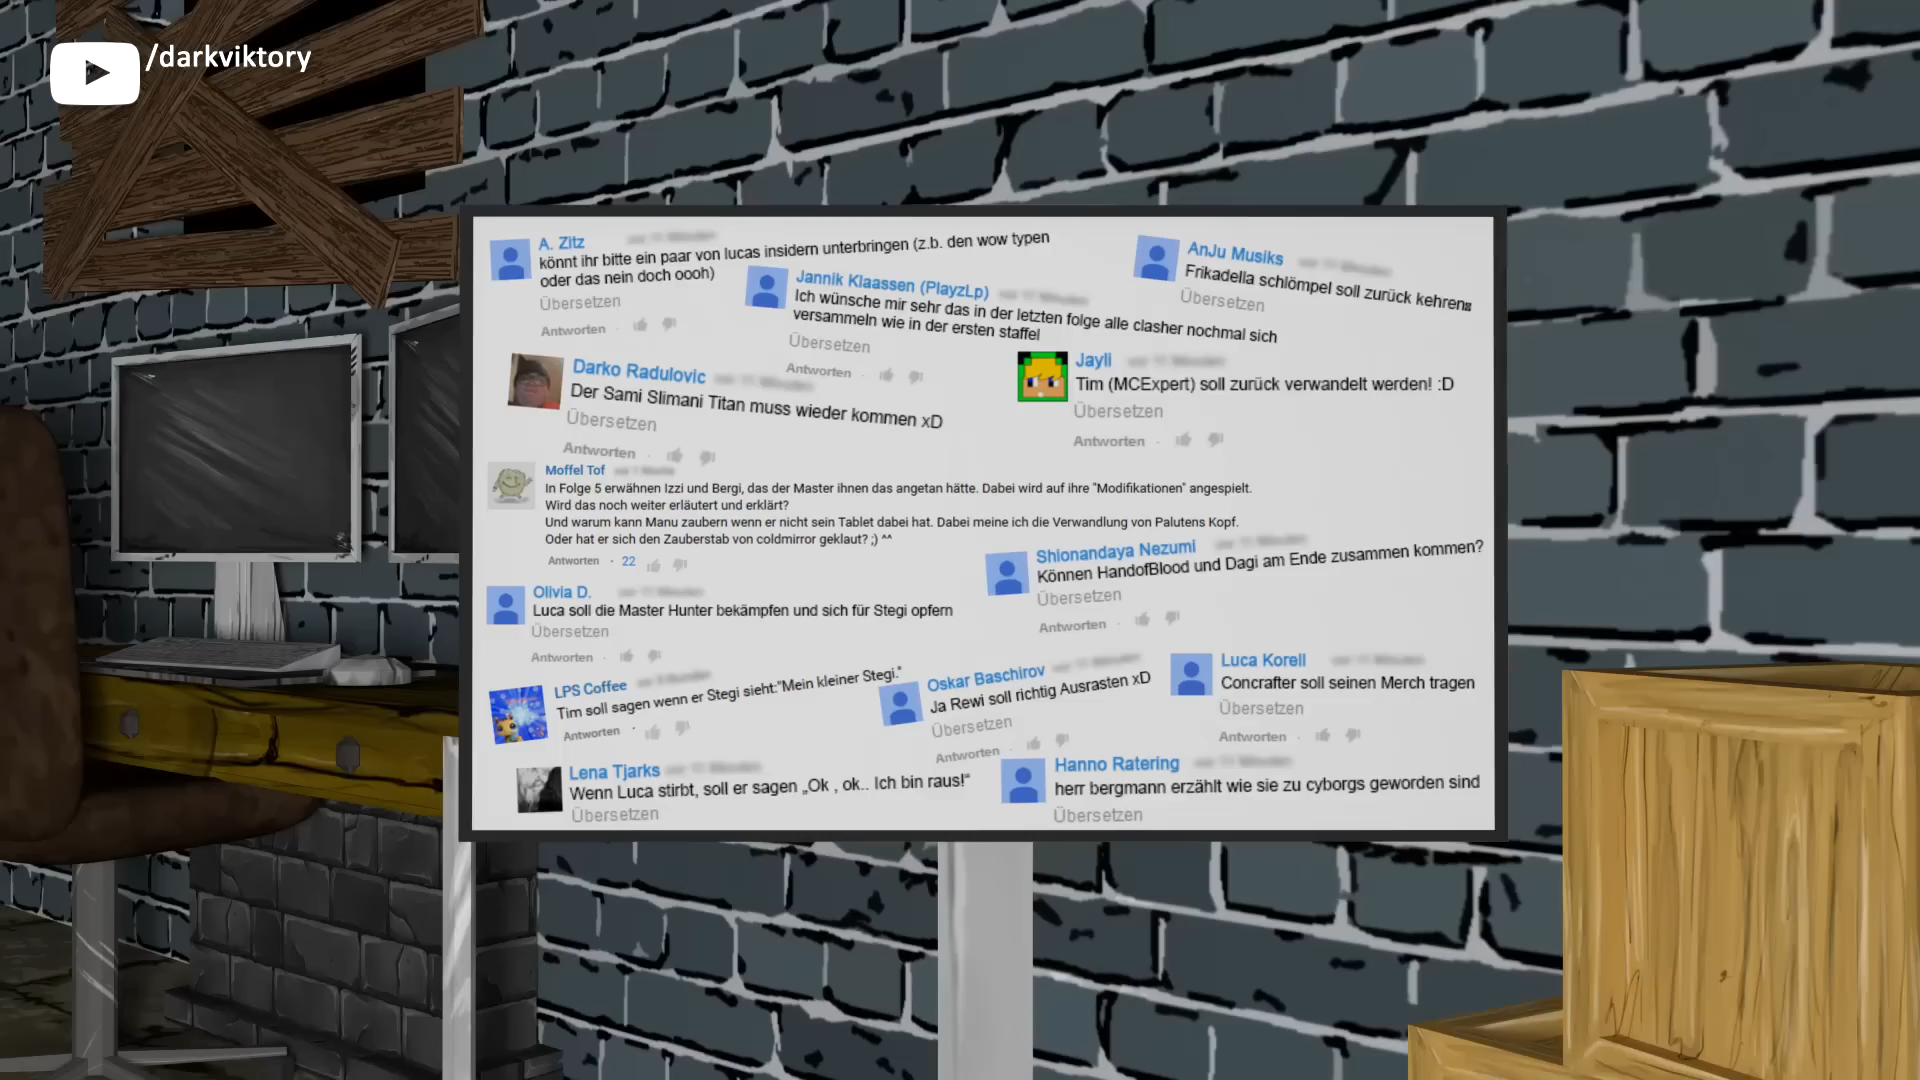 /darkviktory
A. Zitz
könnt ihr bitte ein paar von lucas insidern unterbringen (z.b. den wow typen
oder das nein doch oooh)
Übersetzen
Antworten
Jannik Klaassen (PlayzLp)
Ich wünsche mir sehr das in der letzten folge alle clasher nochmal sich
versammeln wie in der ersten staffel
Übersetzen
Antworten
AnJu Musiks
Frikadella schlömpel soll zurück kehren
Übersetzen
Darko Radulovic
Der Sami Slimani Titan muss wieder kommen xD
Übersetzen
Antworten
Jayli
Tim (MCExpert) soll zurück verwandelt werden! :D
Übersetzen
Antworten
Moffel Tof
In Folge 5 erwähnen Izzi und Bergi, das der Master ihnen das angetan hätte. Dabei wird auf ihre "Modifikationen" angespielt.
Wird das noch weiter erläutert und erklärt?
Und warum kann Manu zaubern wenn er nicht sein Tablet dabei hat. Dabei meine ich die Verwandlung von Palutens Kopf.
Oder hat er sich den Zauberstab von coldmirror geklaut? ;) ^^
Antworten · 22
Shionandaya Nezumi
Können HandofBlood und Dagi am Ende zusammen kommen?
Übersetzen
Antworten
Olivia D.
Luca soll die Master Hunter bekämpfen und sich für Stegi opfern
Übersetzen
Antworten
LPS Coffee
Tim soll sagen wenn er Stegi sieht:"Mein kleiner Stegi."
Antworten
Oskar Baschirov
Ja Rewi soll richtig Ausrasten xD
Übersetzen
Antworten
Luca Korell
Concrafter soll seinen Merch tragen
Übersetzen
Antworten
Lena Tjarks
Wenn Luca stirbt, soll er sagen „Ok , ok.. Ich bin raus!“
Übersetzen
Hanno Ratering
herr bergmann erzählt wie sie zu cyborgs geworden sind
Übersetzen